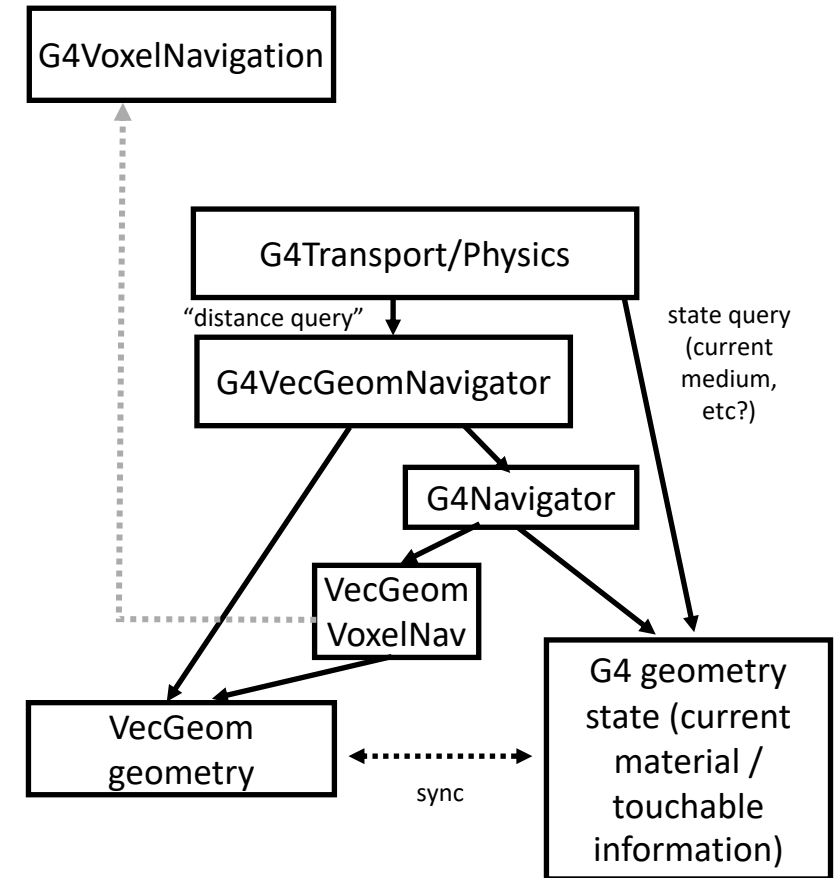 G4VoxelNavigation
G4Transport/Physics
“distance query”
state query
(current
medium,
etc?)
G4VecGeomNavigator
G4Navigator
VecGeom
VoxelNav
G4 geometry
state (current
material /
touchable
information)
VecGeom
geometry
sync